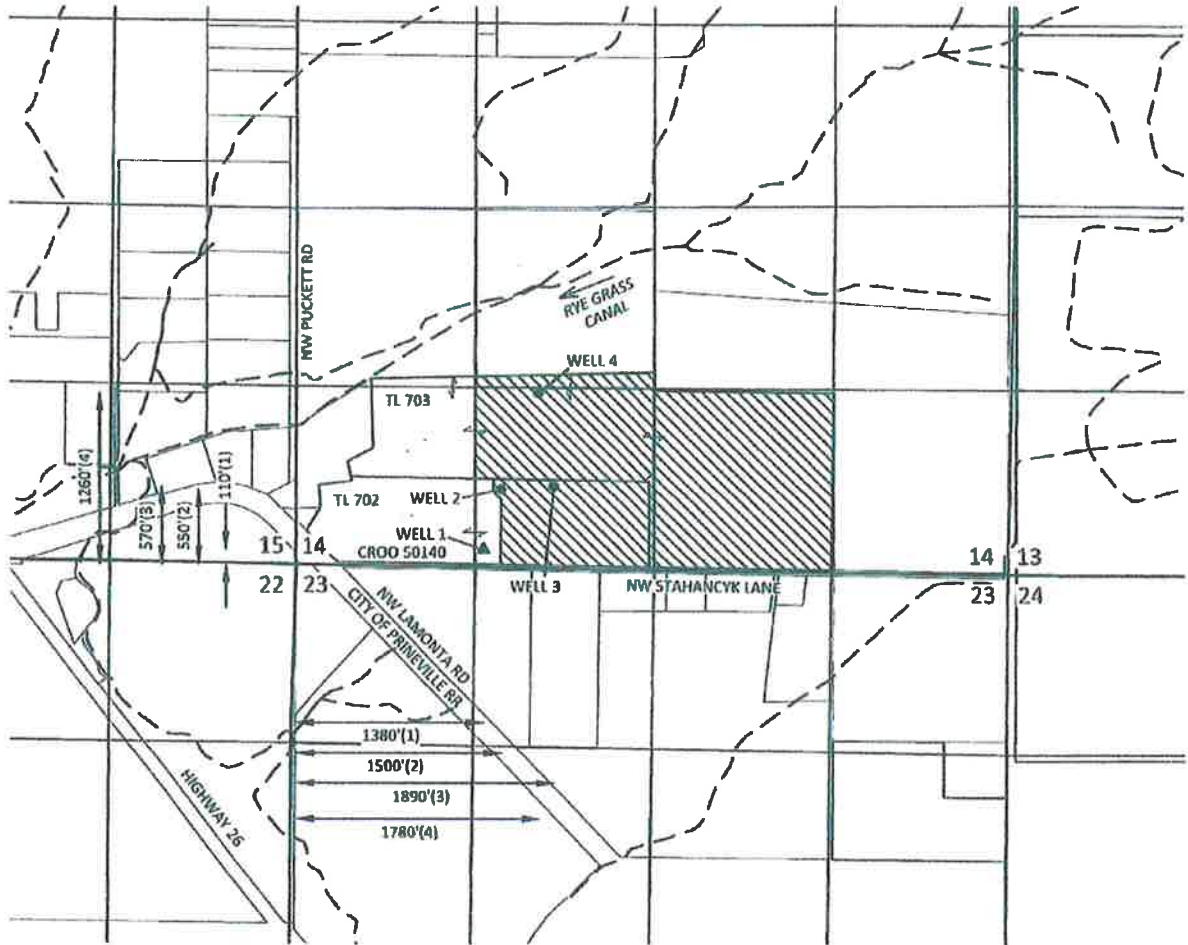 NW PUCKETT RD
RYE GRASS
CANAL
WELL 4
TL 703
1260'(4)
570'(3)
550'(2)
110'(1)
TL 702
WELL 2
WELL 1
CROO 50140
15
14
22
23
WELL 3
NW STAHANCYK LANE
14
13
23
24
NW LAMONTA RD
CITY OF PRINEVILLE RR
HIGHWAY 26
1380'(1)
1500'(2)
1890'(3)
1780'(4)